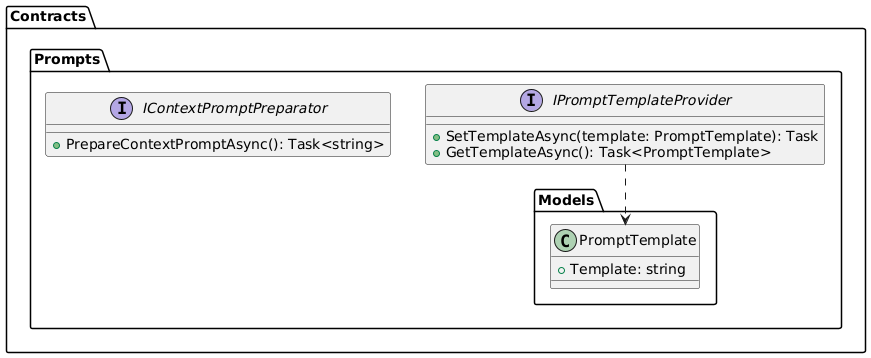 Contracts
Prompts
I IContextPromptPreparator
PrepareContextPromptAsync(): Task<string>
I IPromptTemplateProvider
SetTemplateAsync(template: PromptTemplate): Task
GetTemplateAsync(): Task<PromptTemplate>
Models
C PromptTemplate
Template: string